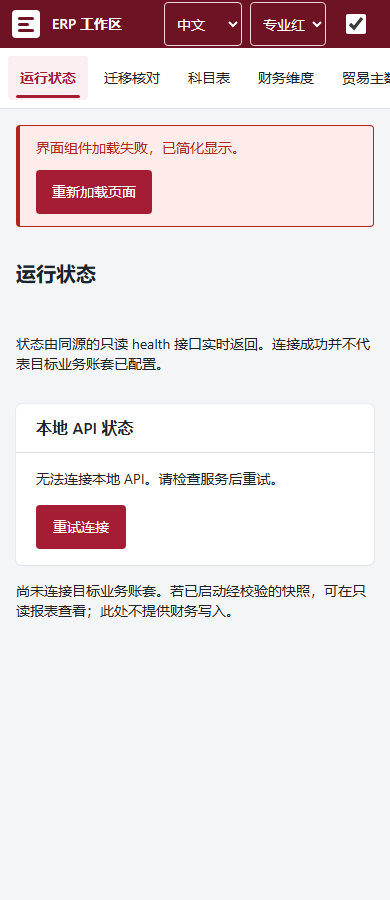 ERP 工作区
中文
专业红
运行状态
迁移核对
科目表
财务维度
贸易主数
界面组件加载失败，已简化显示。
重新加载页面
运行状态
状态由同源的只读 health 接口实时返回。连接成功并不代
表目标业务账套已配置。
本地 API 状态
无法连接本地 API。请检查服务后重试。
重试连接
尚未连接目标业务账套。若已启动经校验的快照，可在只
读报表查看；此处不提供财务写入。